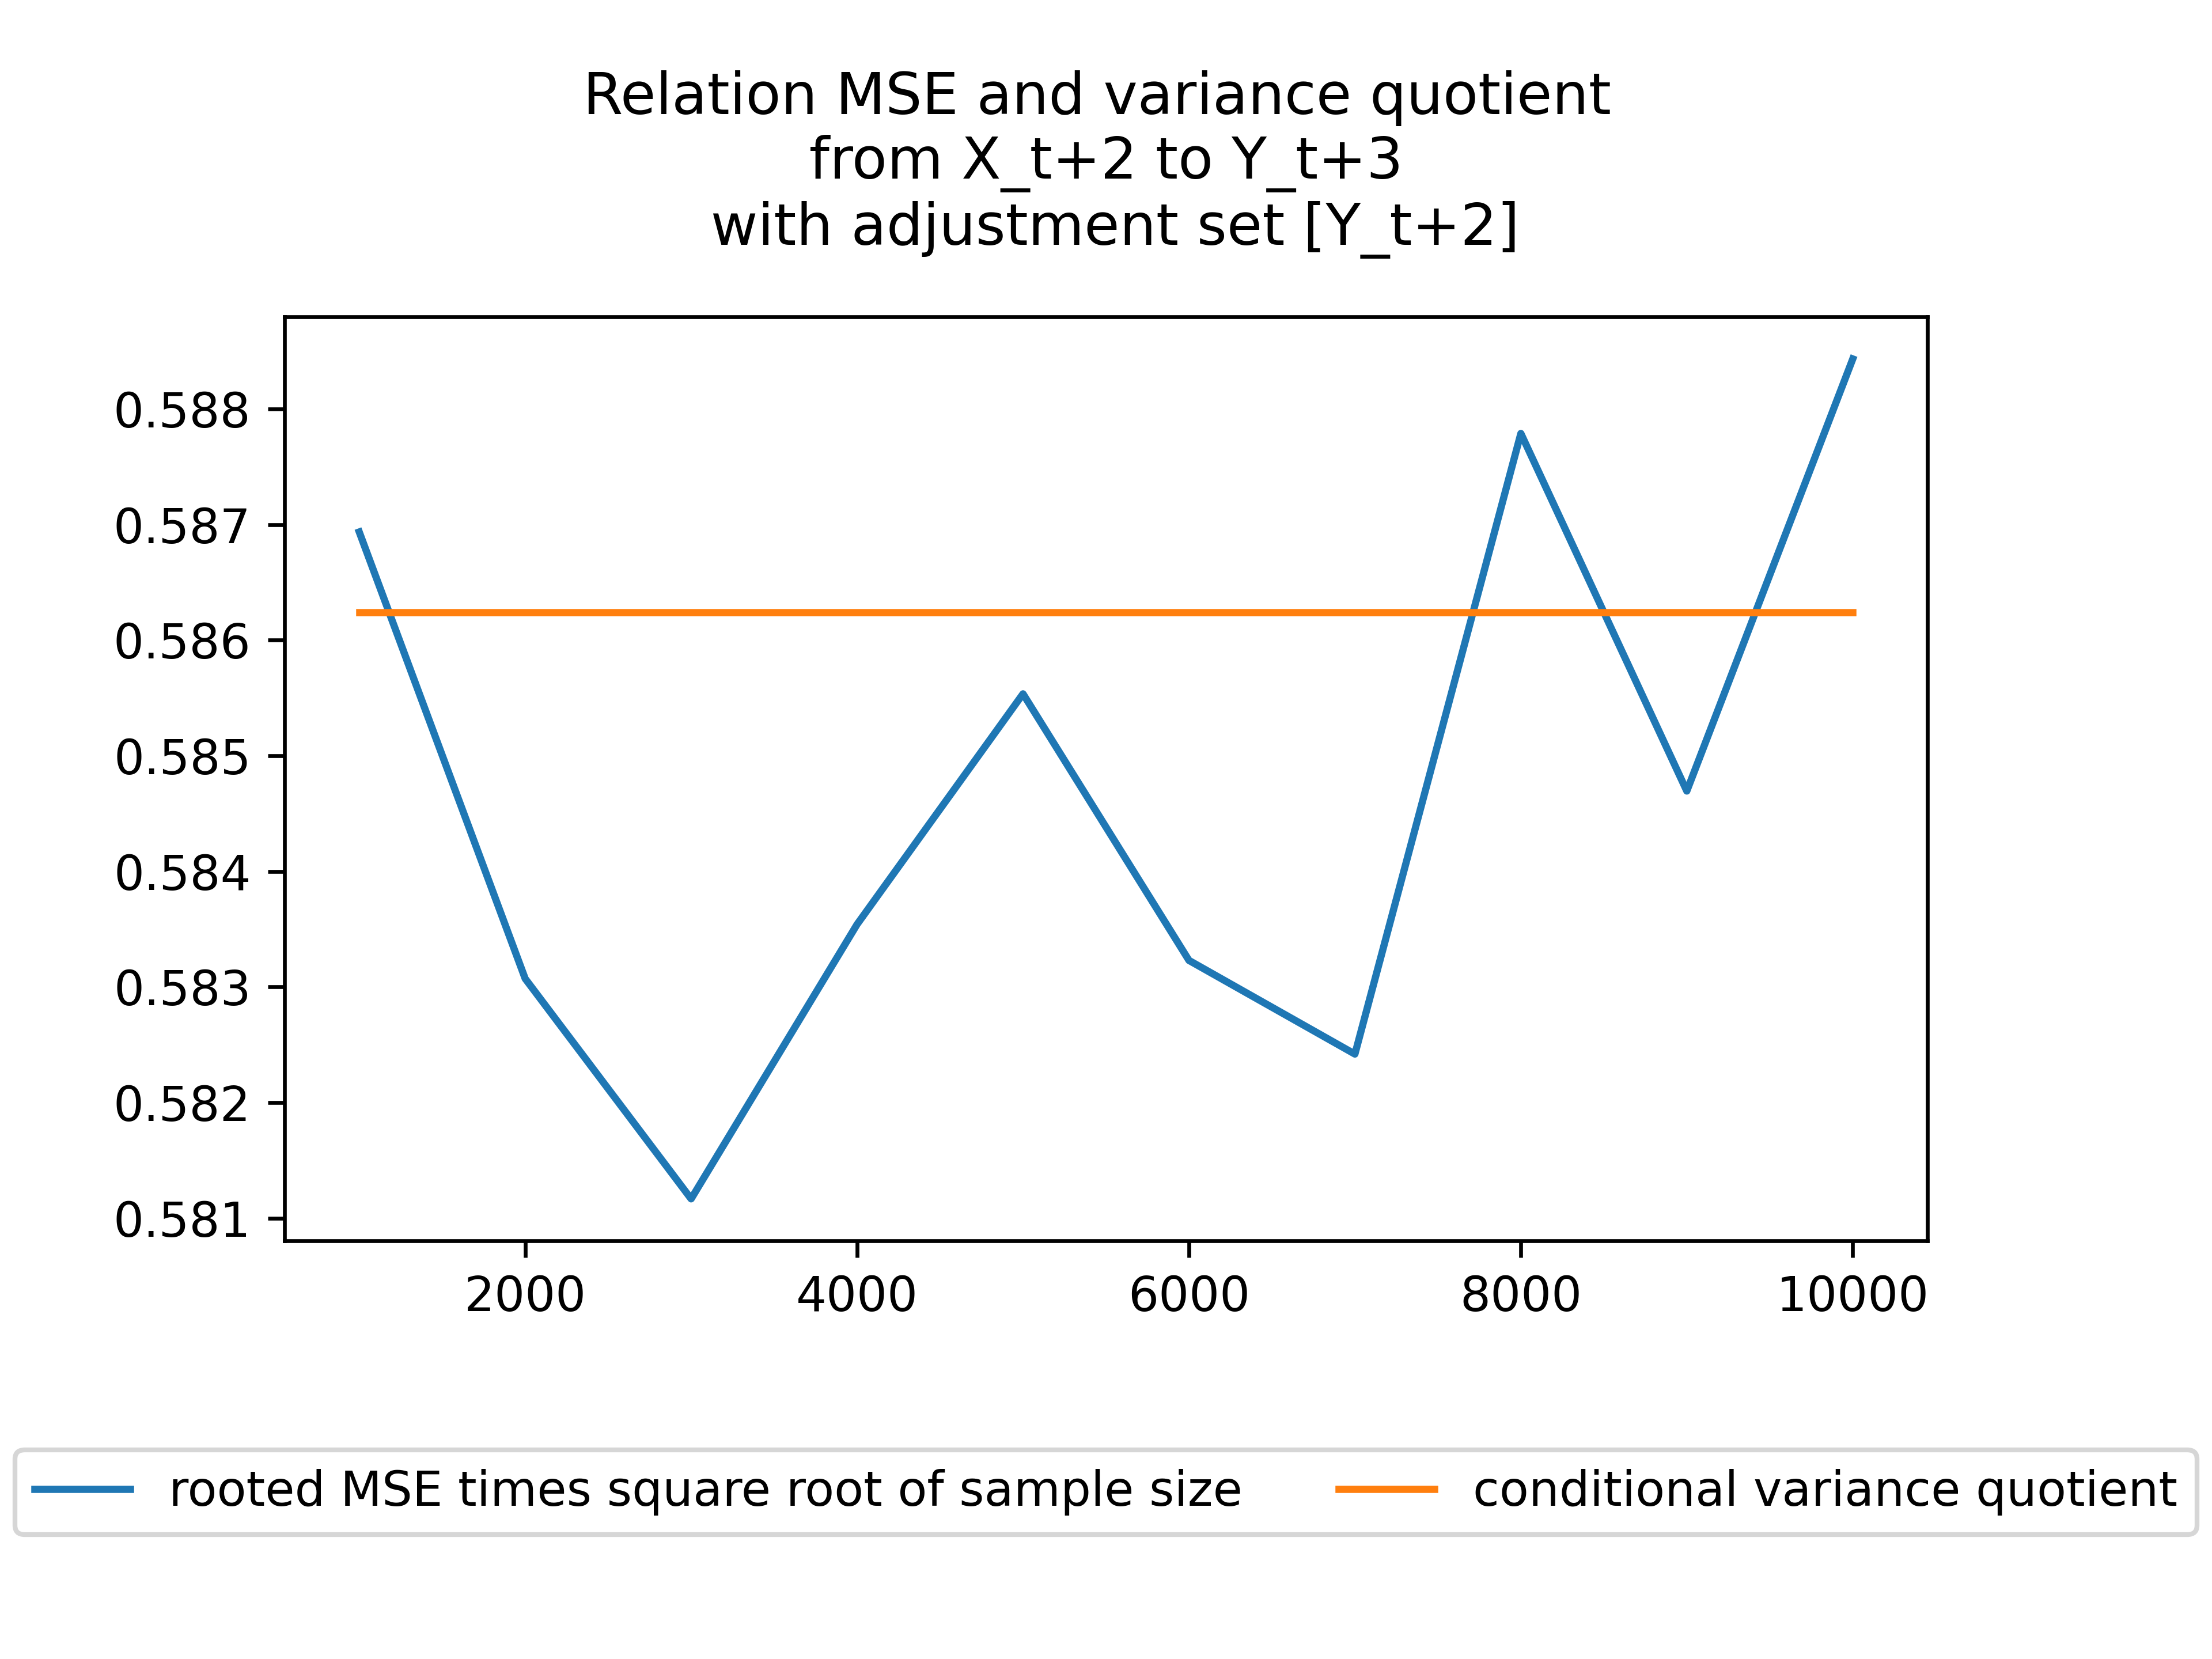 Relation MSE and variance quotient
from X_t+2 to Y_t+3
with adjustment set [Y_t+2]
0.588
0.587
0.586
0.585
0.584
0.583
0.582
0.581
2000 4000 6000 8000 10000
rooted MSE times square root of sample size conditional variance quotient